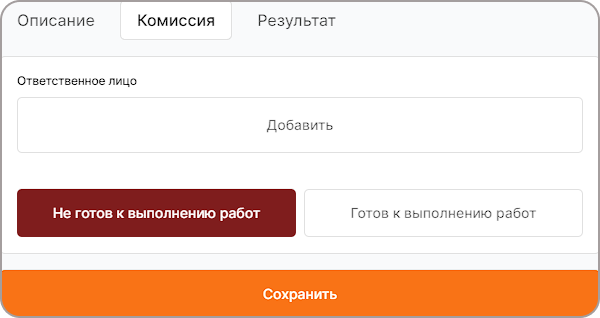 Описание Комиссия Результат
Ответственное лицо
Добавить
Не готов к выполнению работ Готов к выполнению работ
Сохранить